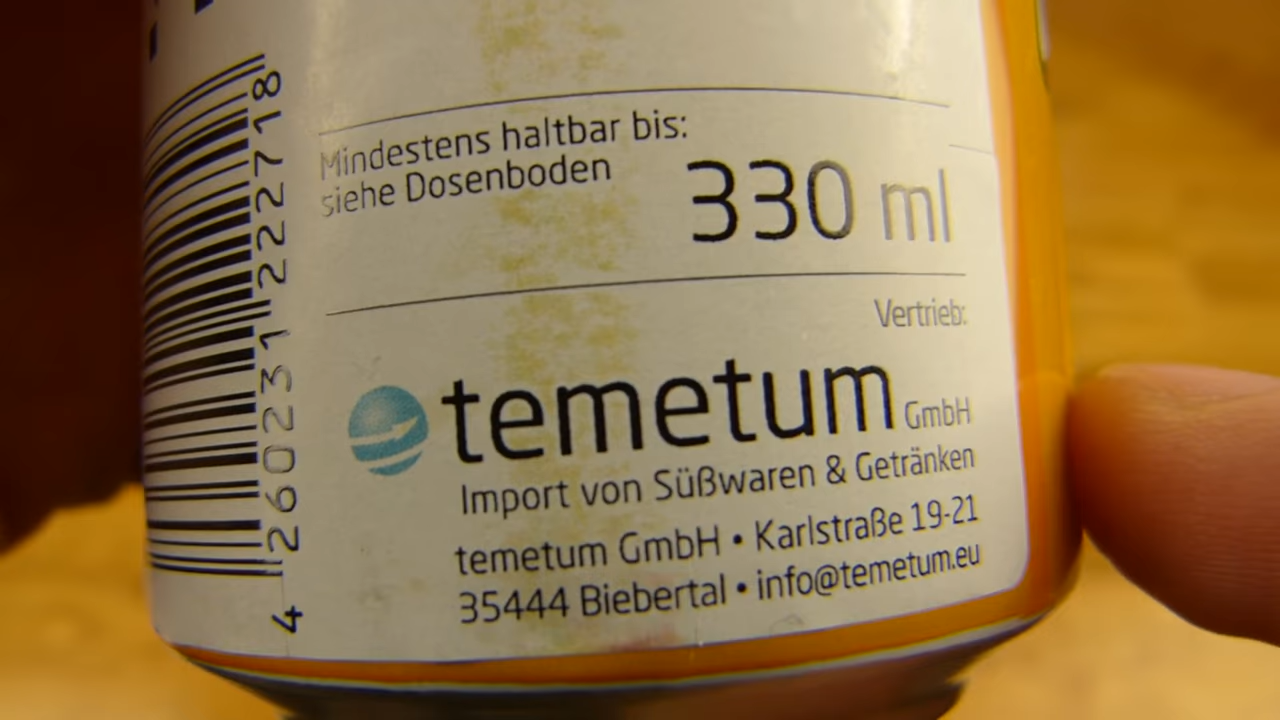 Mindestens haltbar bis:
siehe Dosenboden
330 ml
Vertrieb:
temetum GmbH
Import von Süßwaren & Getränken
temetum GmbH • Karlstraße 19-21
35444 Biebertal • info@temetum.eu
4 260231 222718